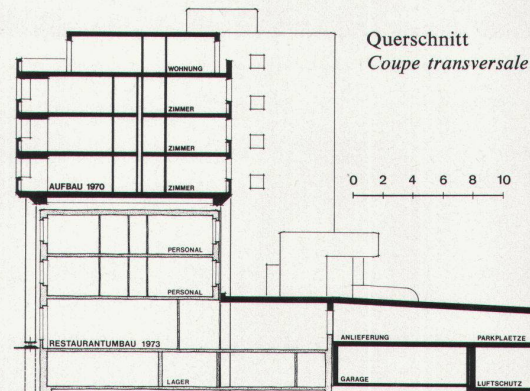 Querschnitt
Coupe transversale
WOHNUNG
ZIMMER
ZIMMER
AUFBAU 1970
ZIMMER
0 2 4 6 8 10
PERSONAL
PERSONAL
RESTAURANTUMBAU 1973
ANLIEFERUNG
PARKPLAETZE
LAGER
GARAGE
LUFTSCHUTZ